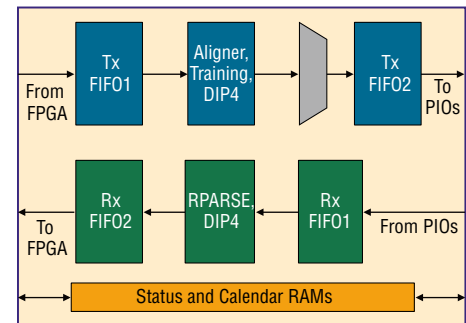 Tx
FIFO1
Aligner,
Training,
DIP4
Tx
FIFO2
From
FPGA
To
PIOs
Rx
FIFO2
RPARSE,
DIP4
Rx
FIFO1
To
FPGA
From PIOs
Status and Calendar RAMs